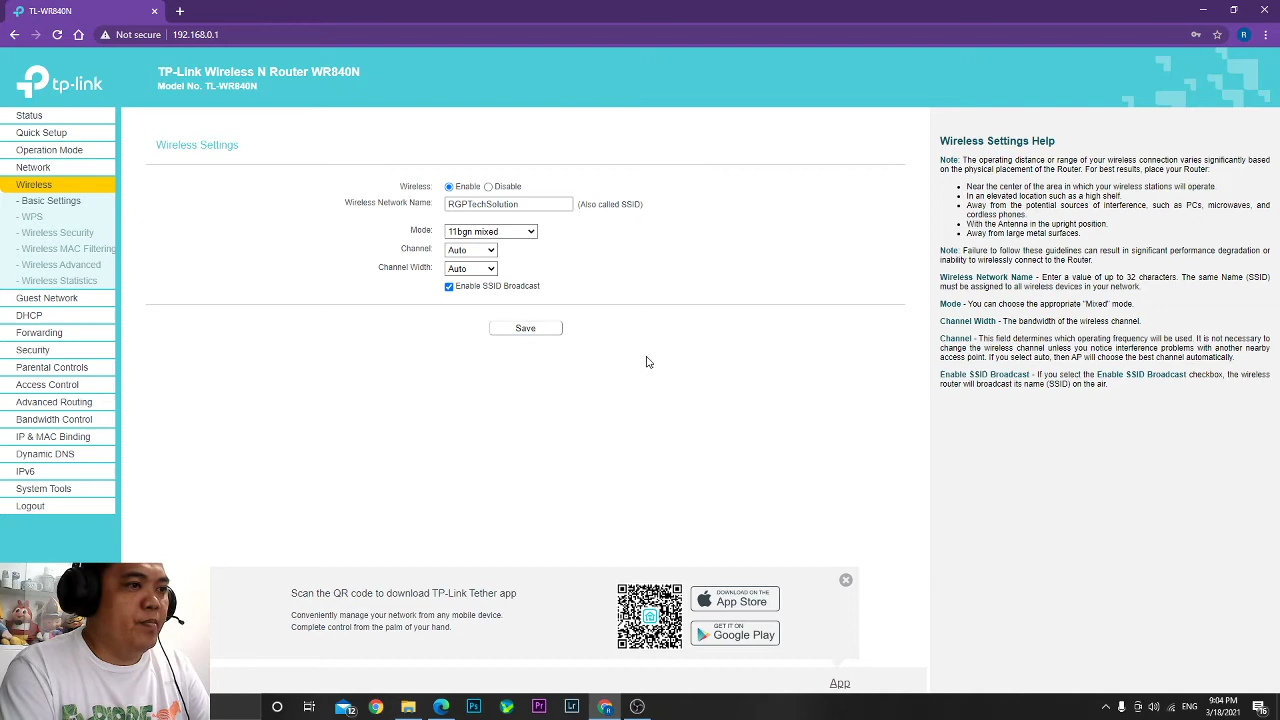 TL-WR840N
Not secure
192.168.0.1
R
tp-link
TP-Link Wireless N Router WR840N
Model No. TL-WR840N
Status
Quick Setup
Operation Mode
Network
Wireless
- Basic Settings
- WPS
- Wireless Security
- Wireless MAC Filtering
- Wireless Advanced
- Wireless Statistics
Guest Network
DHCP
Forwarding
Security
Parental Controls
Access Control
Advanced Routing
Bandwidth Control
IP & MAC Binding
Dynamic DNS
IPv6
System Tools
Logout
Wireless Settings
Wireless: Enable Disable
Wireless Network Name: RGPTechSolution (Also called SSID)
Mode: 11bgn mixed
Channel: Auto
Channel Width: Auto
Enable SSID Broadcast
Save
Wireless Settings Help
Note: The operating distance or range of your wireless connection varies significantly based
on the physical placement of the Router. For best results, place your Router:
Near the center of the area in which your wireless stations will operate.
In an elevated location such as a high shelf.
Away from the potential sources of interference, such as PCs, microwaves, and
cordless phones.
With the Antenna in the upright position.
Away from large metal surfaces.
Note: Failure to follow these guidelines can result in significant performance degradation or
inability to wirelessly connect to the Router.
Wireless Network Name - Enter a value of up to 32 characters. The same Name (SSID)
must be assigned to all wireless devices in your network.
Mode - You can choose the appropriate "Mixed" mode.
Channel Width - The bandwidth of the wireless channel.
Channel - This field determines which operating frequency will be used. It is not necessary to
change the wireless channel unless you notice interference problems with another nearby
access point. If you select auto, then AP will choose the best channel automatically.
Enable SSID Broadcast - If you select the Enable SSID Broadcast checkbox, the wireless
router will broadcast its name (SSID) on the air.
Scan the QR code to download TP-Link Tether app
Conveniently manage your network from any mobile device.
Complete control from the palm of your hand.
DOWNLOAD ON THE
App Store
GET IT ON
Google Play
App
12
Ps
Pr
Lr
ENG
9:04 PM
3/18/2021